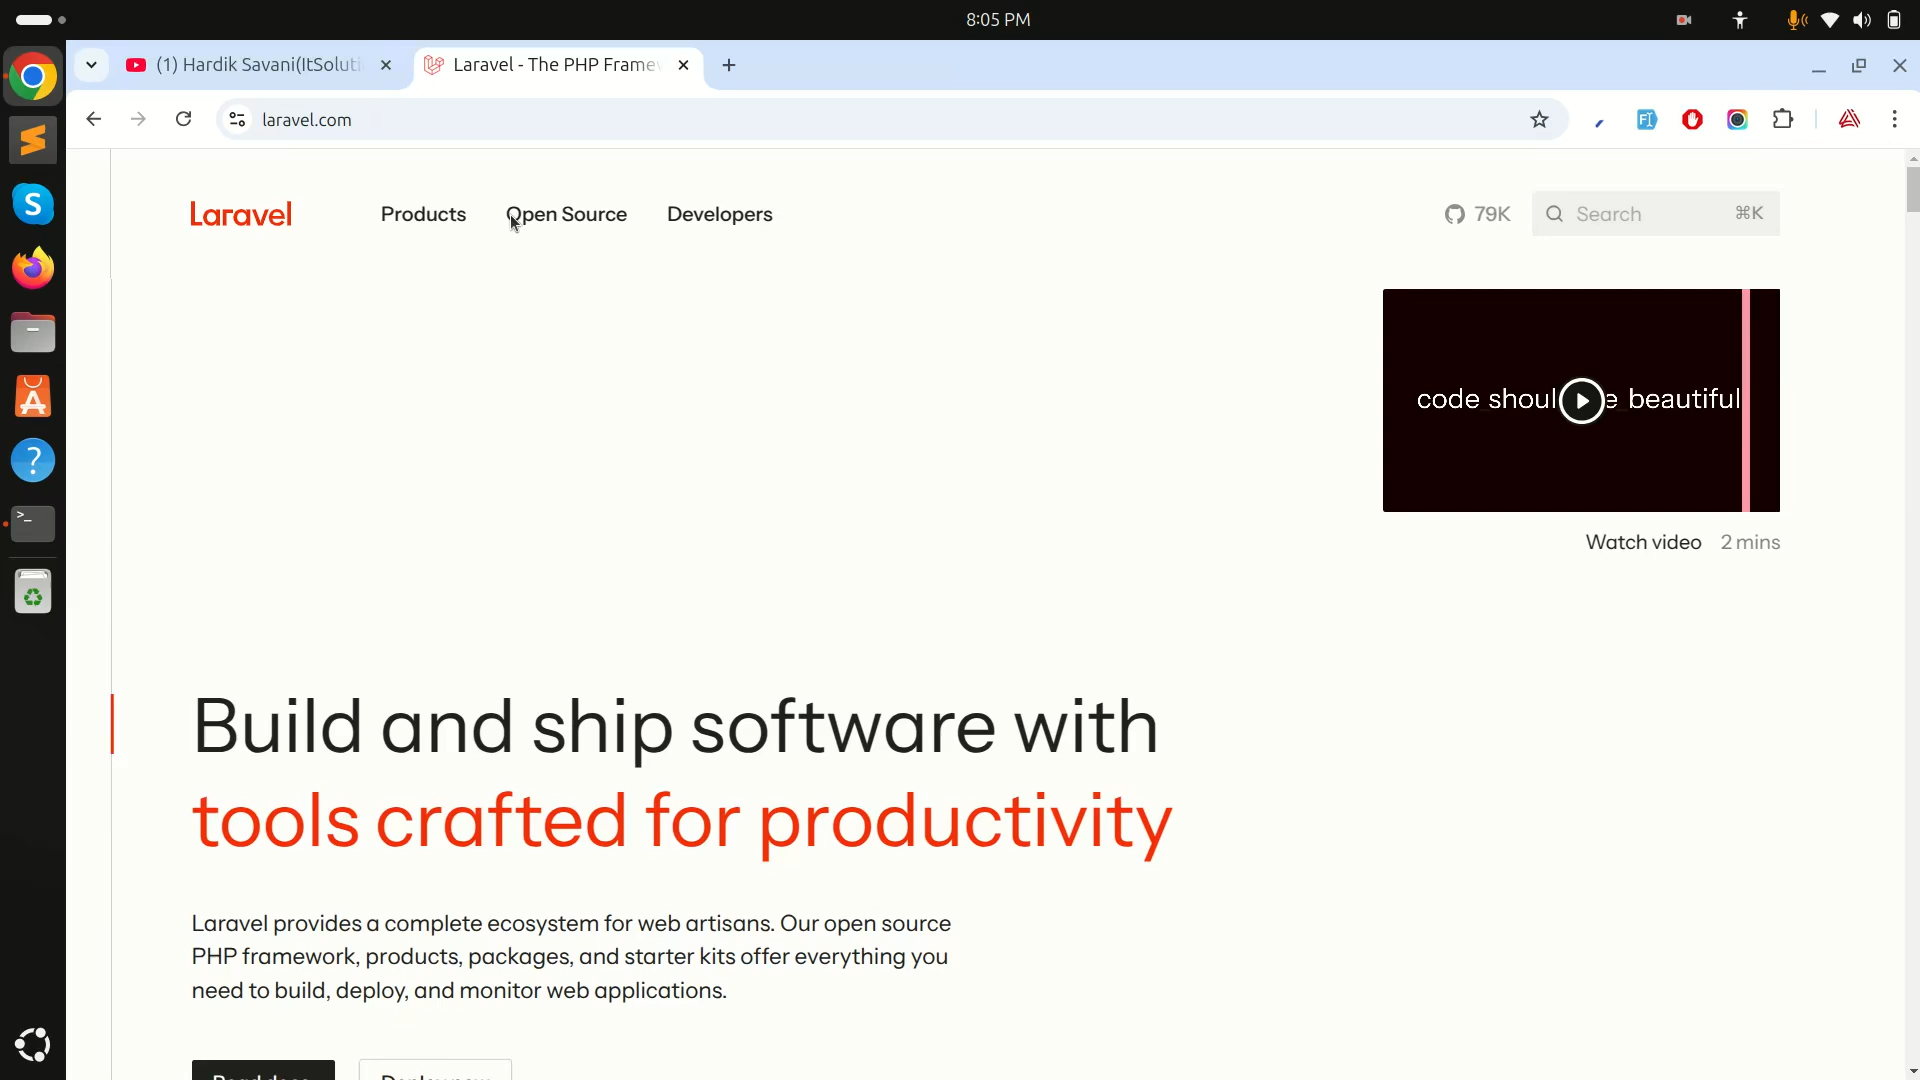 8:05 PM
(1) Hardik Savani(ItSoluti
Laravel - The PHP Frame
laravel.com
Laravel
Products
Open Source
Developers
79K
Search
⌘K
code_shoul e_beautiful
Watch video 2 mins
Build and ship software with
tools crafted for productivity
Laravel provides a complete ecosystem for web artisans. Our open source
PHP framework, products, packages, and starter kits offer everything you
need to build, deploy, and monitor web applications.